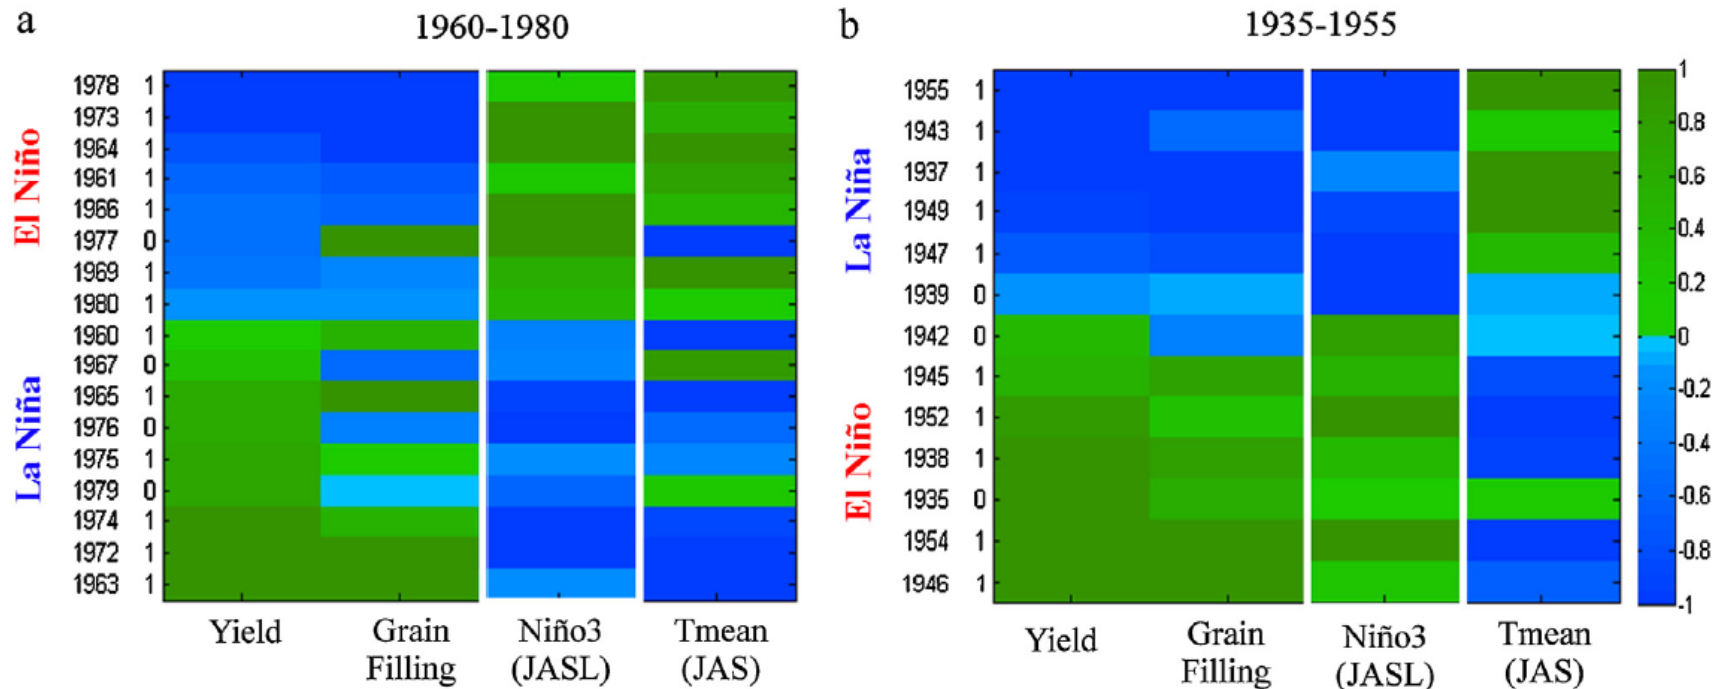 a
1960-1980
El Niño
La Niña
1978 1
1973 1
1964 1
1961 1
1966 1
1977 0
1969 1
1980 1
1960 1
1967 0
1965 1
1976 0
1975 1
1979 0
1974 1
1972 1
1963 1
Yield
Grain
Filling
Niño3
(JASL)
Tmean
(JAS)
b
1935-1955
La Niña
El Niño
1955 1
1943 1
1937 1
1949 1
1947 1
1939 0
1942 0
1945 1
1952 1
1938 1
1935 0
1954 1
1946 1
Yield
Grain
Filling
Niño3
(JASL)
Tmean
(JAS)
1
0.8
0.6
0.4
0.2
0
-0.2
-0.4
-0.6
-0.8
-1